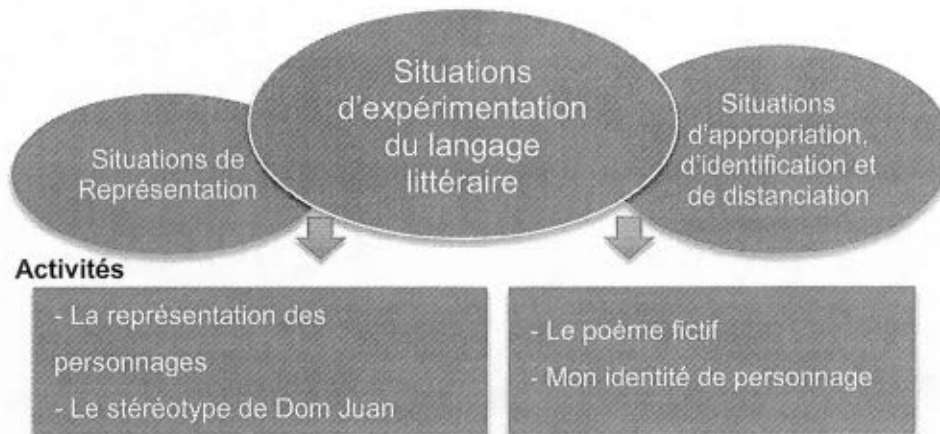 Situations
d'expérimentation
du langage
littéraire
Situations de
Représentation
Situations
d'appropriation,
d'identification et
de distanciation
Activités
- La représentation des
personnages
- Le stéréotype de Dom Juan
- Le poème fictif
- Mon identité de personnage